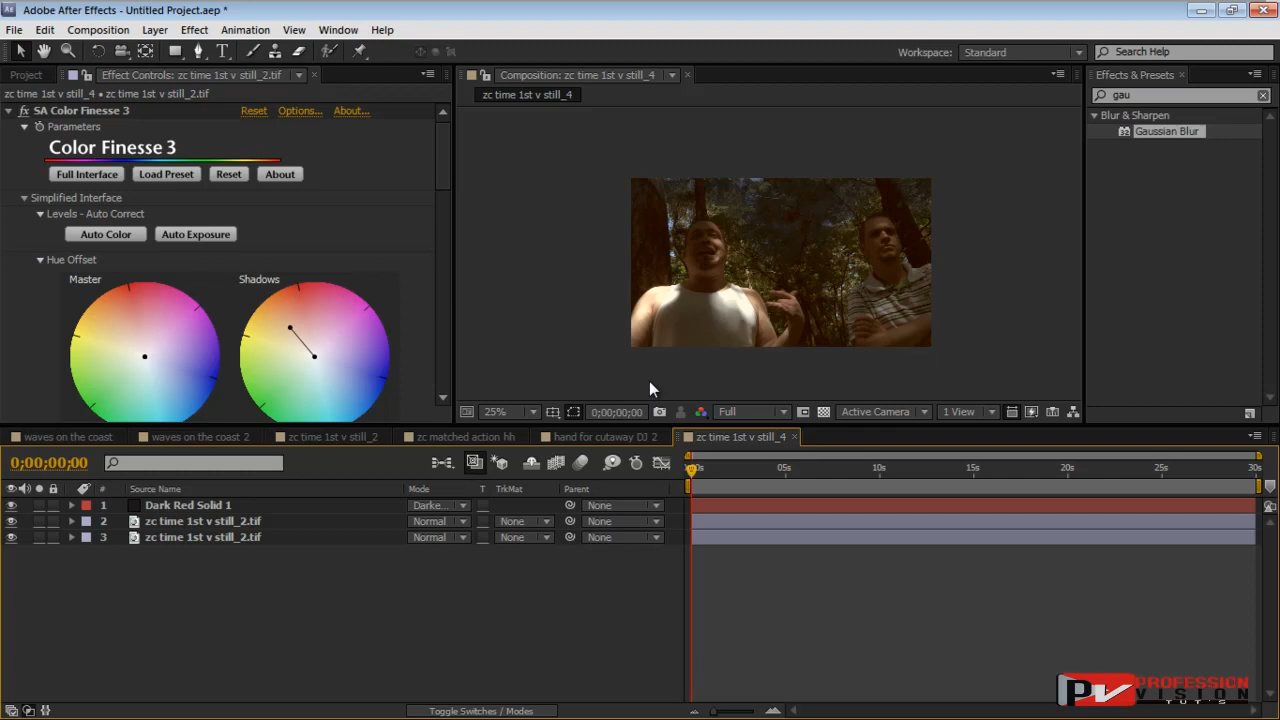 Adobe After Effects - Untitled Project.aep *
File Edit Composition Layer Effect Animation View Window Help
Workspace: Standard Search Help
Project Effect Controls: zc time 1st v still_2.tif Composition: zc time 1st v still_4 Effects & Presets
zc time 1st v still_4 • zc time 1st v still_2.tif zc time 1st v still_4 gau
fx SA Color Finesse 3 Reset Options... About... Blur & Sharpen
Parameters Gaussian Blur
Color Finesse 3
Full Interface Load Preset Reset About
Simplified Interface
Levels - Auto Correct
Auto Color Auto Exposure
Hue Offset
Master Shadows
25% 0;00;00;00 Full Active Camera 1 View
waves on the coast waves on the coast 2 zc time 1st v still_2 zc matched action hh hand for cutaway DJ 2 zc time 1st v still_4
0;00;00;00 05s 10s 15s 20s 25s 30s
# Source Name Mode T TrkMat Parent
1 Dark Red Solid 1 Darke... None
2 zc time 1st v still_2.tif Normal None None
3 zc time 1st v still_2.tif Normal None None
PV PROFESSION
VISION
TUT'S
Toggle Switches / Modes